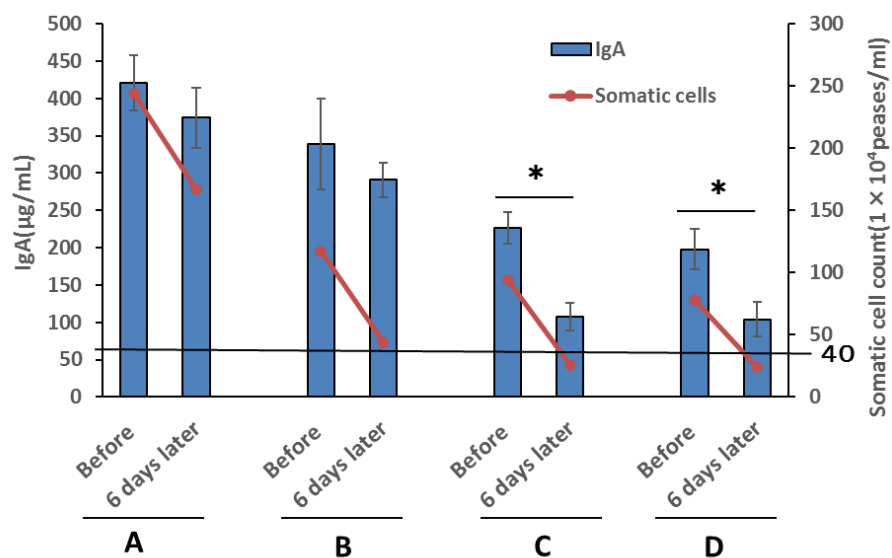 IgA(μg/mL)
500
450
400
350
300
250
200
150
100
50
0
IgA
Somatic cells
*
*
300
250
200
150
100
50
40
0
Somatic cell count(1×10⁴peases/ml)
Before
6 days later
Before
6 days later
Before
6 days later
Before
6 days later
A
B
C
D